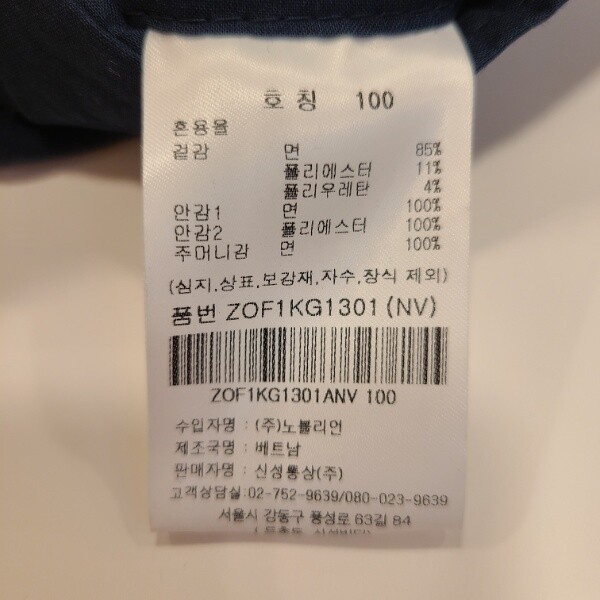 호 칭 100
혼용율
겉감 면 85%
폴리에스터 11%
폴리우레탄 4%
안감1 면 100%
안감2 폴리에스터 100%
주머니감 면 100%
(심지,상표,보강재,자수,장식 제외)
품번 ZOF1KG1301(NV)
ZOF1KG1301ANV 100
수입자명 : (주)노블리언
제조국명 : 베트남
판매자명 : 신성통상(주)
고객상담실:02-752-9639/080-023-9639
서울시 강동구 풍성로 63길 84